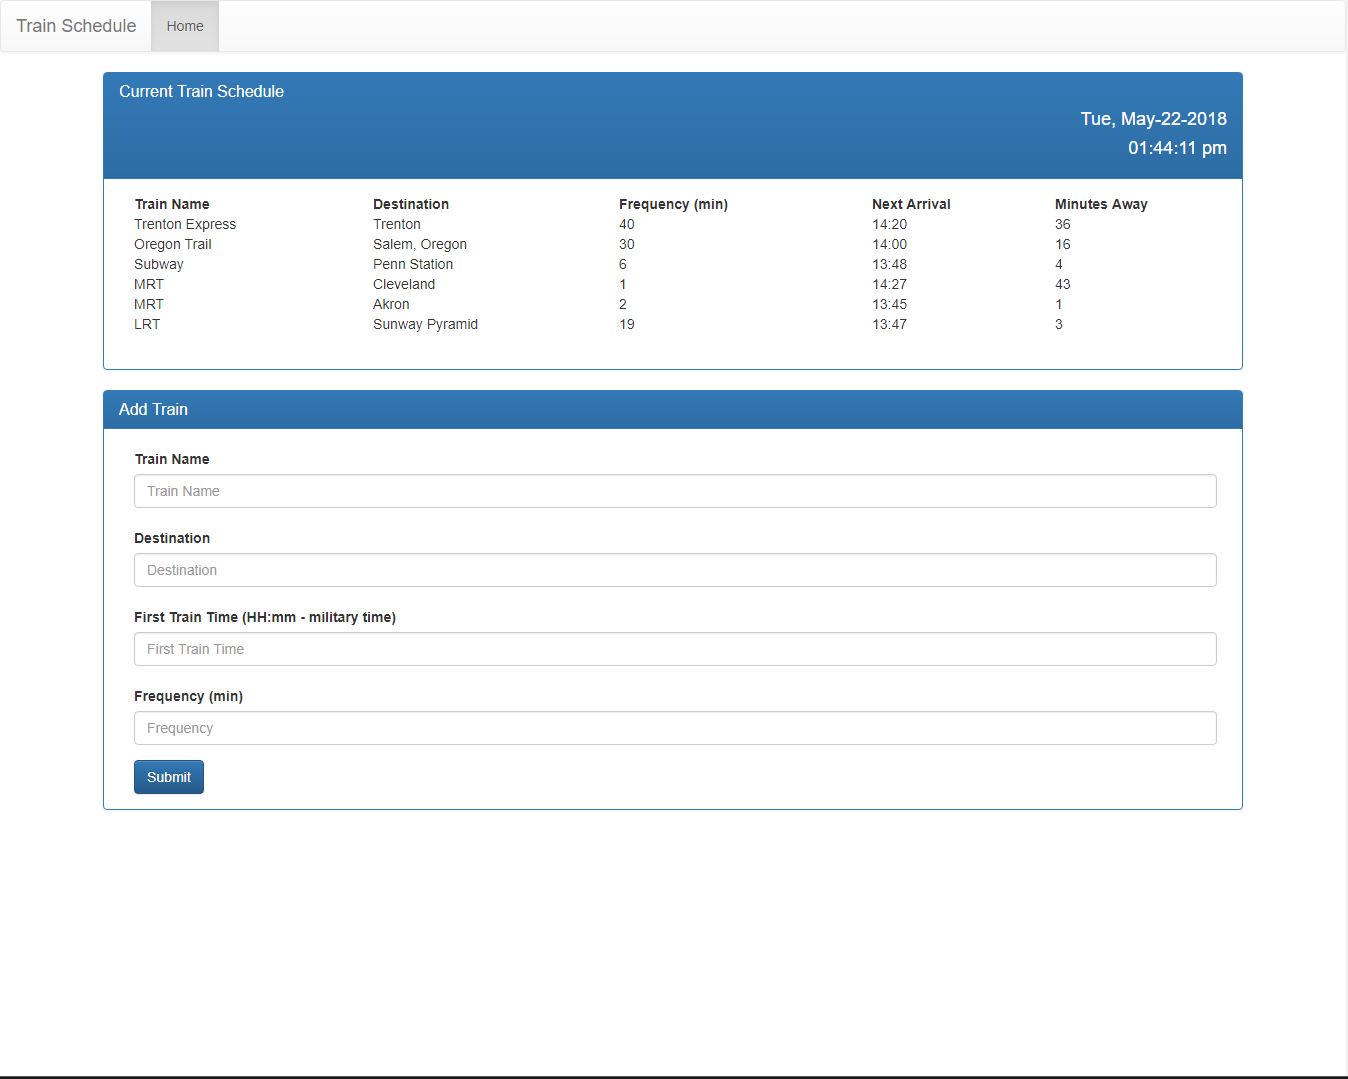 Train Schedule Home
Current Train Schedule
Tue, May-22-2018
01:44:11 pm
Train Name Destination Frequency (min) Next Arrival Minutes Away
Trenton Express Trenton 40 14:20 36
Oregon Trail Salem, Oregon 30 14:00 16
Subway Penn Station 6 13:48 4
MRT Cleveland 1 14:27 43
MRT Akron 2 13:45 1
LRT Sunway Pyramid 19 13:47 3
Add Train
Train Name
Train Name
Destination
Destination
First Train Time (HH:mm - military time)
First Train Time
Frequency (min)
Frequency
Submit